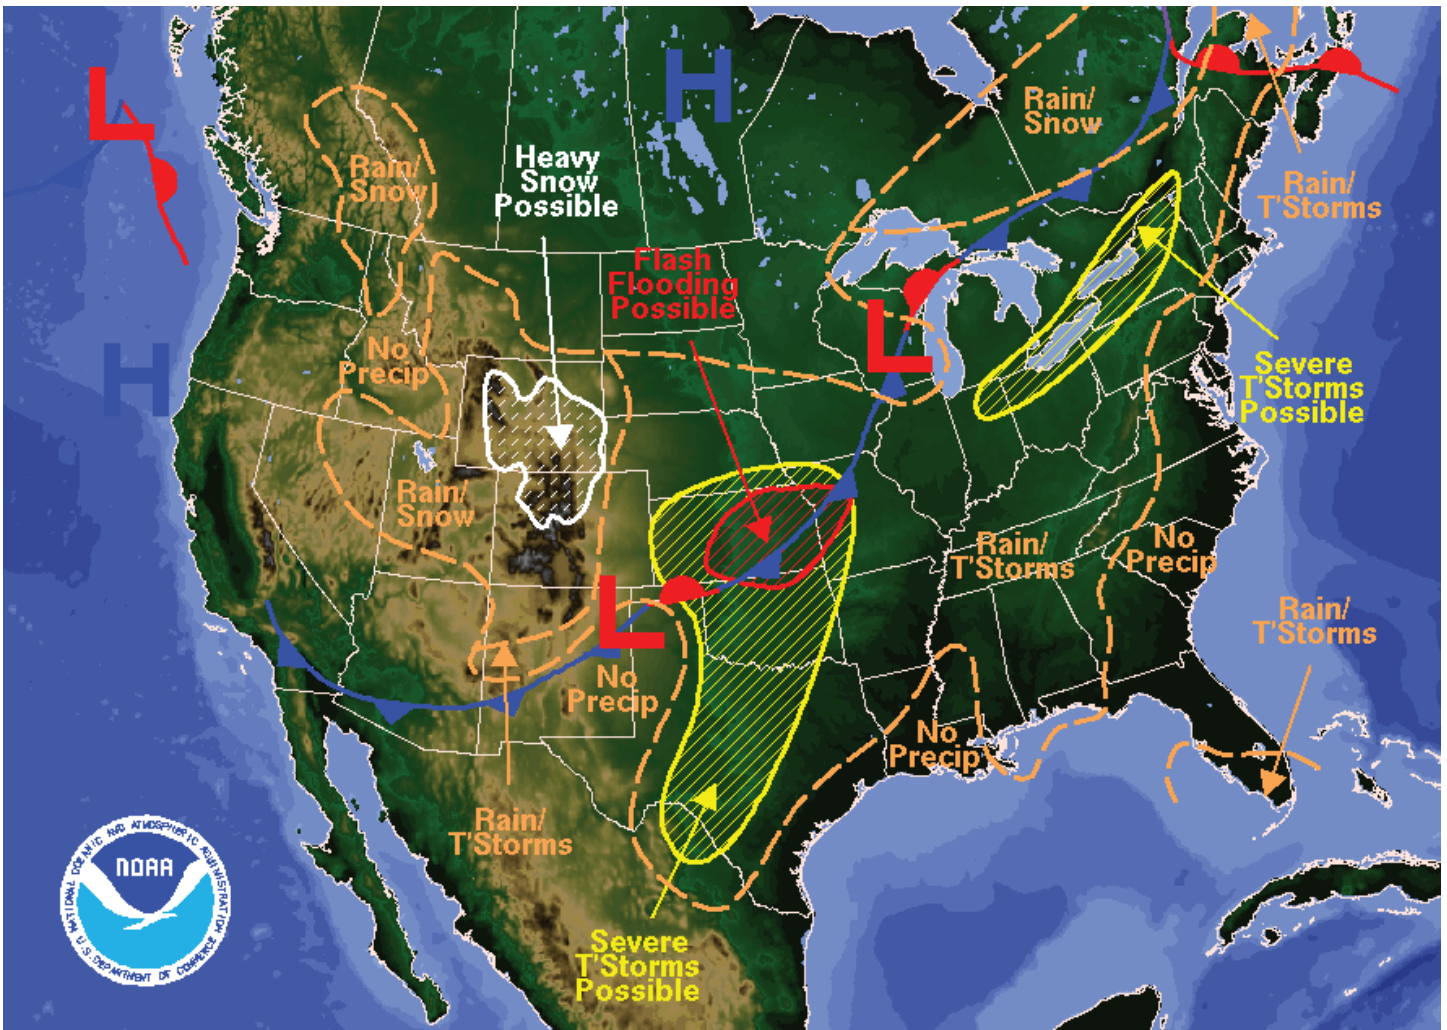 L
H
Rain/
Snow
Heavy
Snow
Possible
Rain/
Snow
Rain/
T'Storms
Flash
Flooding
Possible
H
No
Precip
L
Severe
T'Storms
Possible
Rain/
Snow
L
No
Precip
Rain/
T'Storms
No
Precip
Rain/
T'Storms
No
Precip
Rain/
T'Storms
Severe
T'Storms
Possible
NATIONAL OCEANIC AND ATMOSPHERIC ADMINISTRATION
NOAA
U.S. DEPARTMENT OF COMMERCE